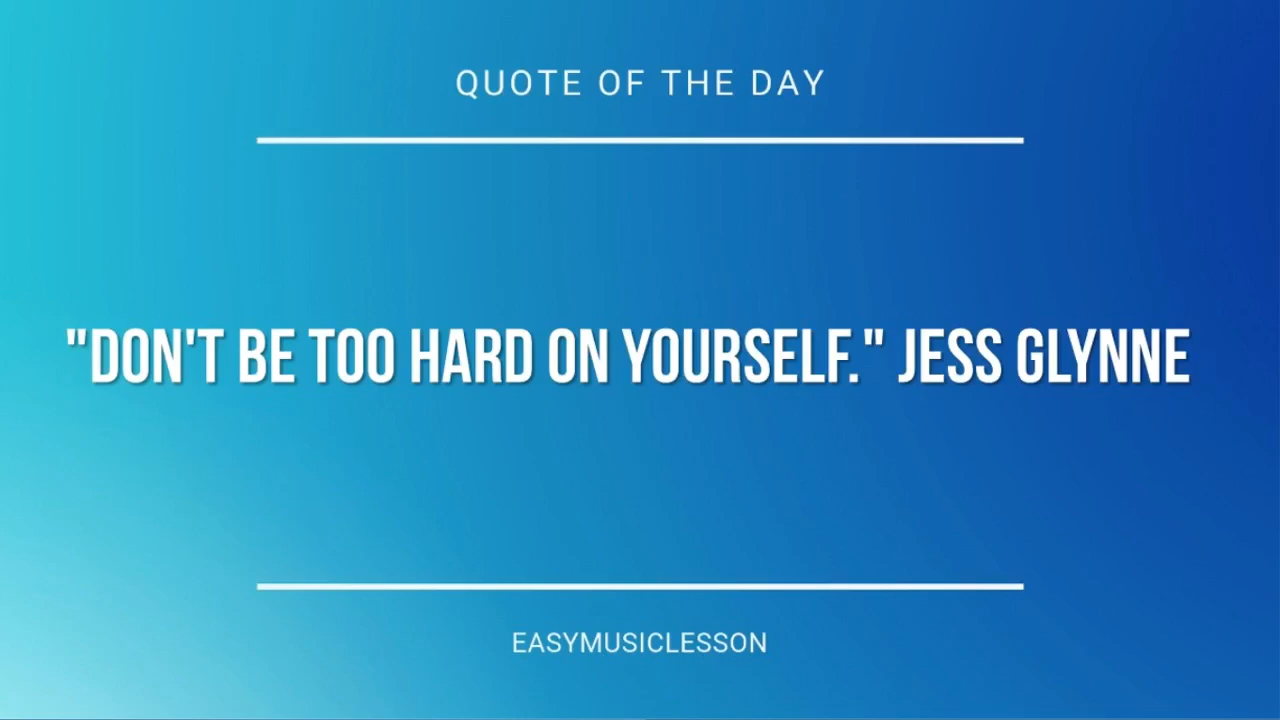 QUOTE OF THE DAY
"DON'T BE TOO HARD ON YOURSELF." JESS GLYNNE
EASYMUSICLESSON